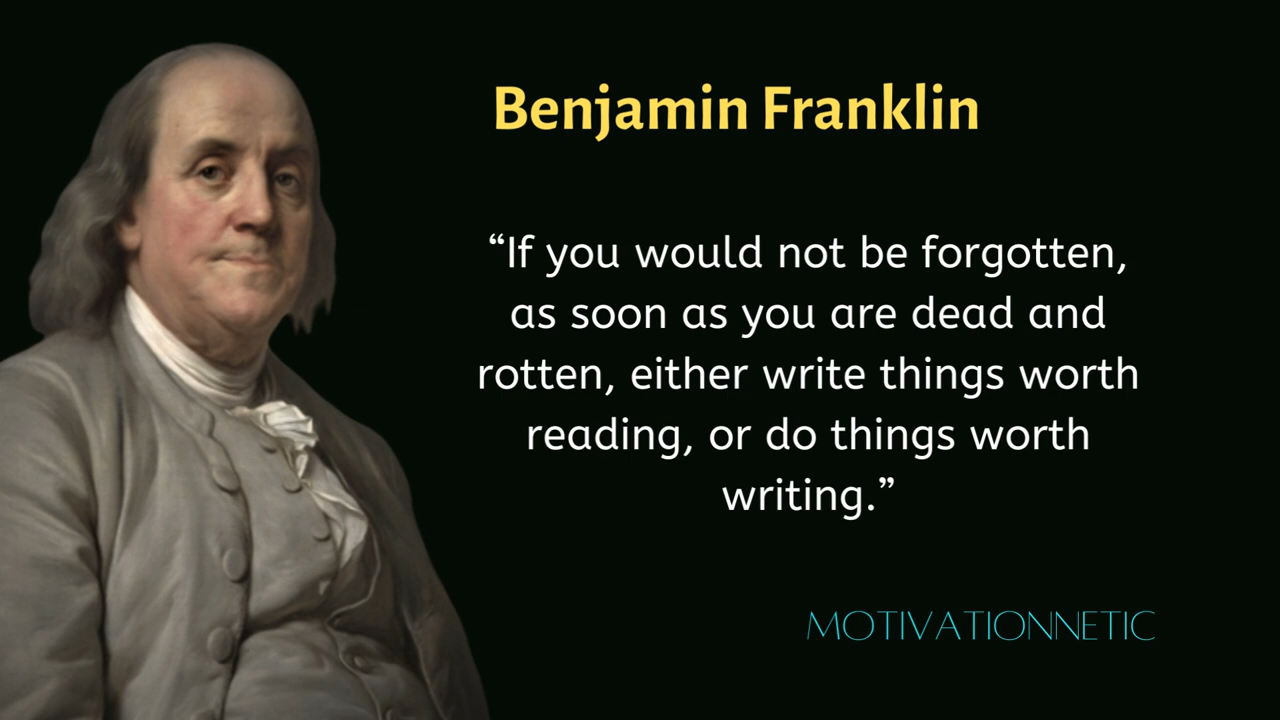 Benjamin Franklin
“If you would not be forgotten,
as soon as you are dead and
rotten, either write things worth
reading, or do things worth
writing.”
MOTIVATIONNETIC